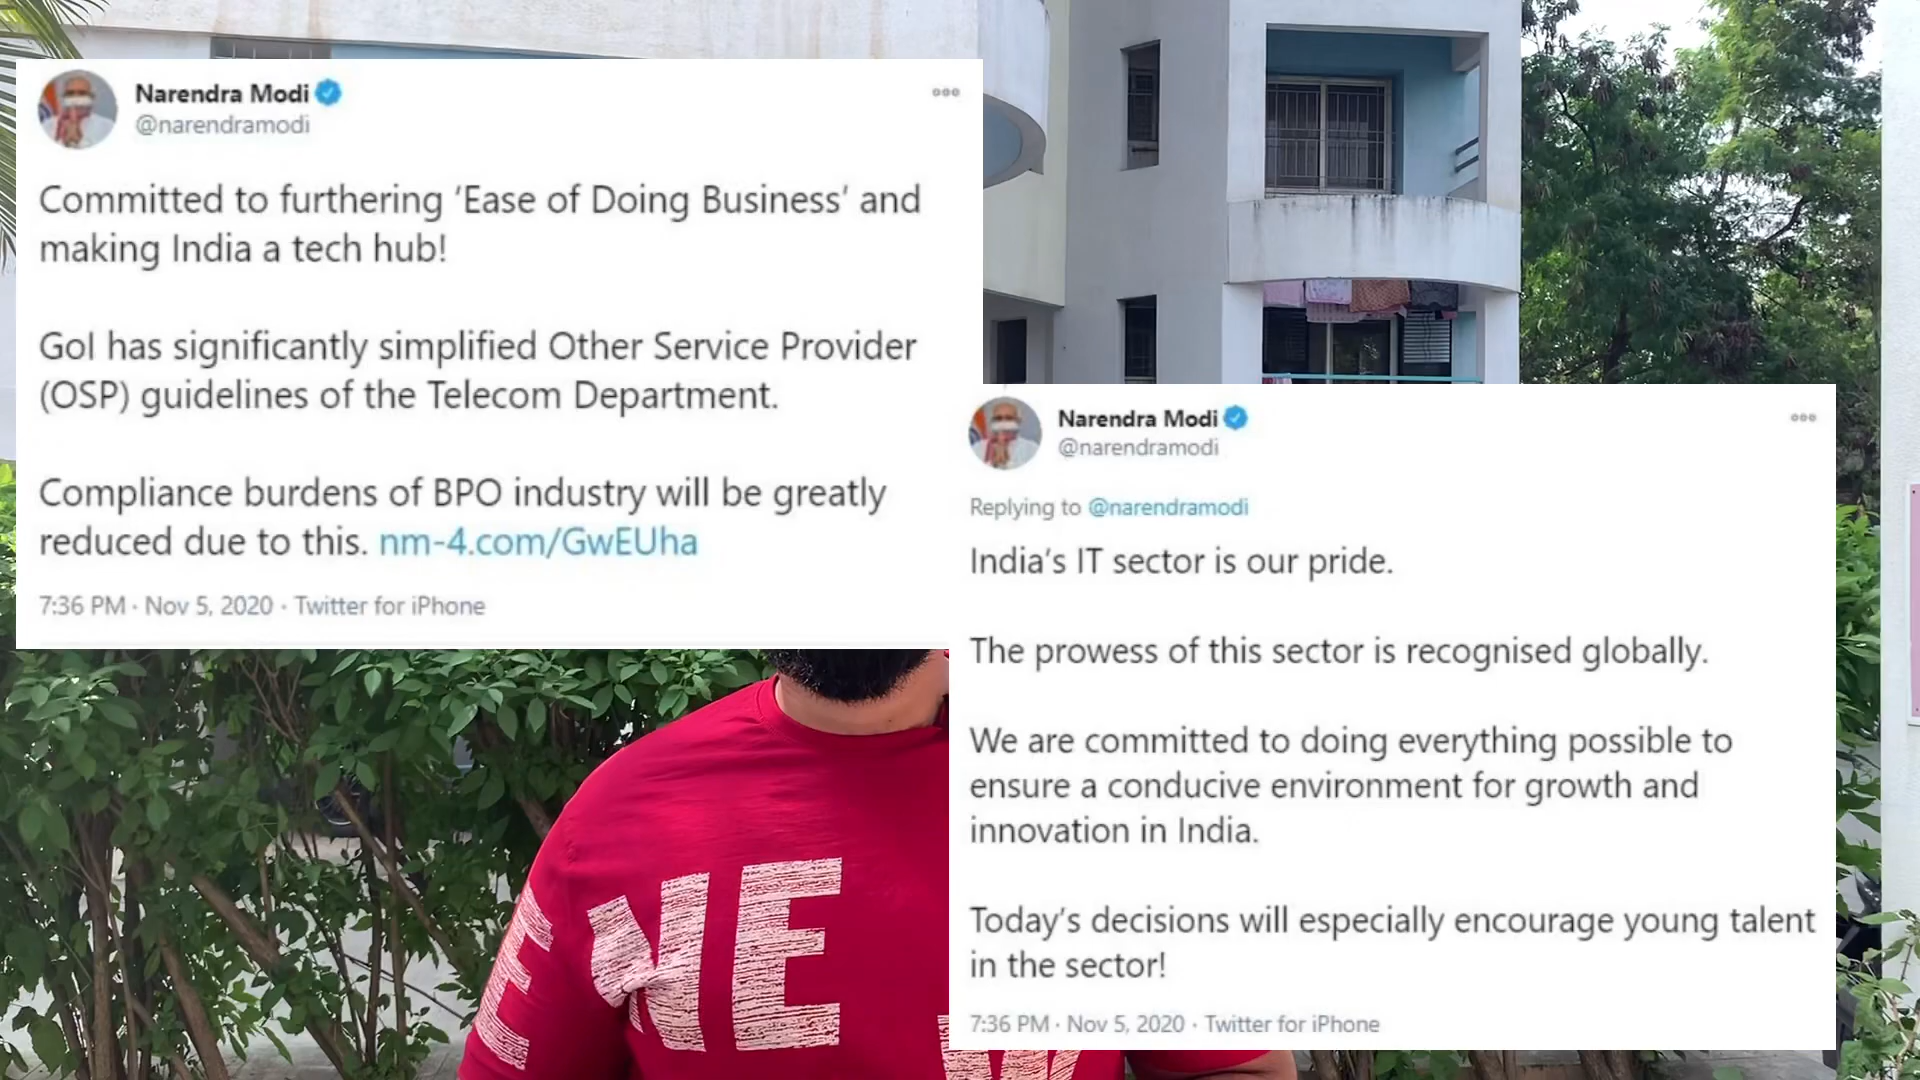 Narendra Modi
@narendramodi
Committed to furthering ‘Ease of Doing Business’ and
making India a tech hub!
GoI has significantly simplified Other Service Provider
(OSP) guidelines of the Telecom Department.
Compliance burdens of BPO industry will be greatly
reduced due to this. nm-4.com/GwEUha
7:36 PM · Nov 5, 2020 · Twitter for iPhone
Narendra Modi
@narendramodi
Replying to @narendramodi
India’s IT sector is our pride.
The prowess of this sector is recognised globally.
We are committed to doing everything possible to
ensure a conducive environment for growth and
innovation in India.
Today’s decisions will especially encourage young talent
in the sector!
7:36 PM · Nov 5, 2020 · Twitter for iPhone
E NE